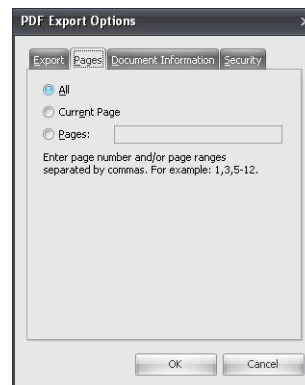 PDF Export Options
Export Pages Document Information Security
All
Current Page
Pages:
Enter page number and/or page ranges
separated by commas. For example: 1,3,5-12.
OK Cancel